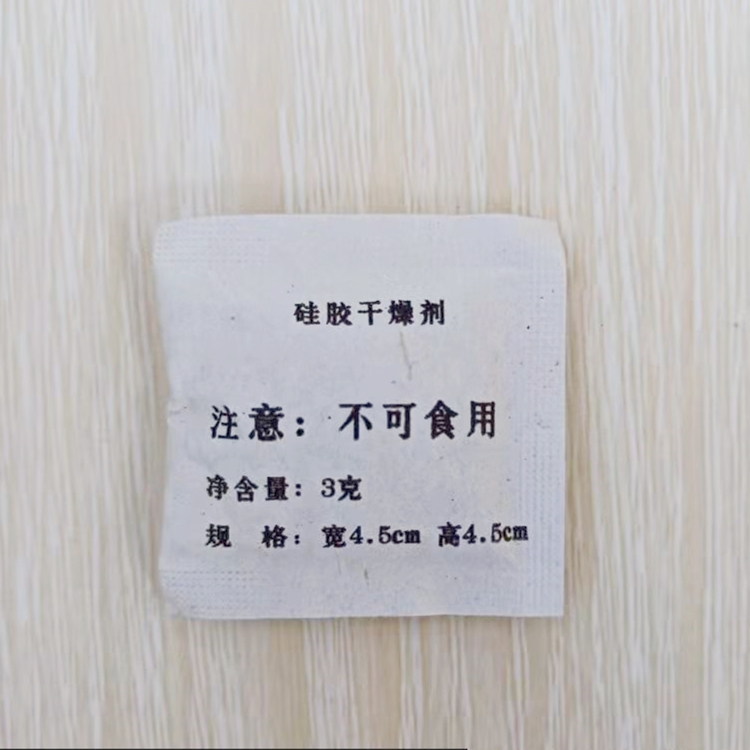 硅胶干燥剂
注意：不可食用
净含量：3克
规 格：宽4.5cm 高4.5cm